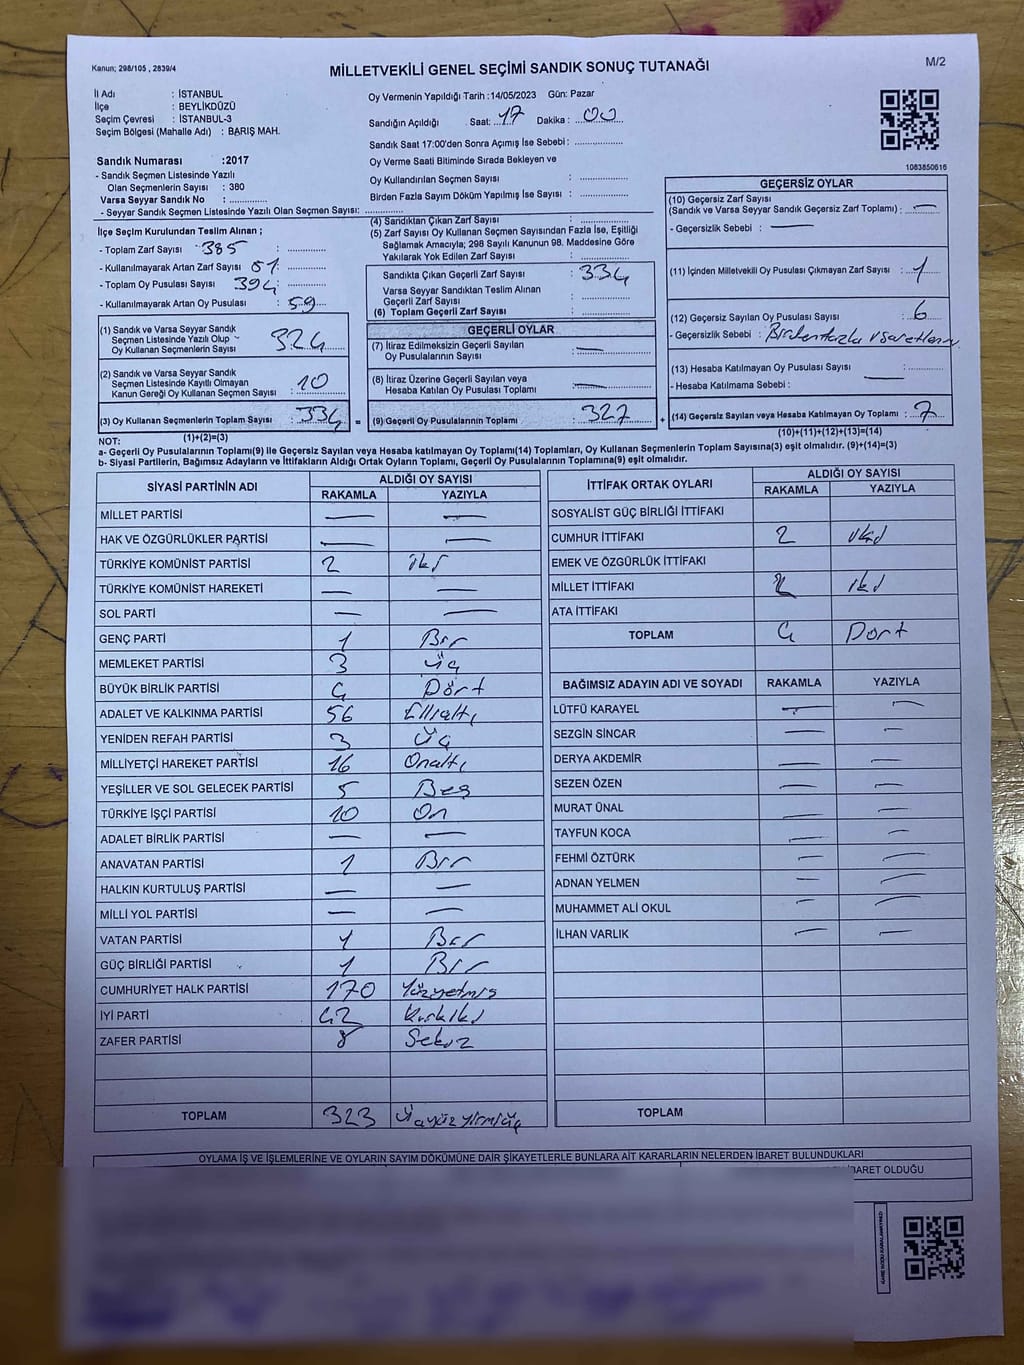 Kanun; 298/105 , 2839/4
MİLLETVEKİLİ GENEL SEÇİMİ SANDIK SONUÇ TUTANAĞI
M/2
İl Adı : İSTANBUL
İlçe : BEYLİKDÜZÜ
Seçim Çevresi : İSTANBUL-3
Seçim Bölgesi (Mahalle Adı) : BARIŞ MAH.
Sandık Numarası :2017
- Sandık Seçmen Listesinde Yazılı
Olan Seçmenlerin Sayısı : 380
Varsa Seyyar Sandık No : ............
- Seyyar Sandık Seçmen Listesinde Yazılı Olan Seçmen Sayısı: ............
Oy Vermenin Yapıldığı Tarih :14/05/2023 Gün: Pazar
Sandığın Açıldığı . Saat: 17 Dakika : 00
Sandık Saat 17:00'den Sonra Açımış İse Sebebi : ...............
Oy Verme Saati Bitiminde Sırada Bekleyen ve
Oy Kullandırılan Seçmen Sayısı : ...............
Birden Fazla Sayım Döküm Yapılmış İse Sayısı : ...............
1083850616
İlçe Seçim Kurulundan Teslim Alınan ;
- Toplam Zarf Sayısı 385 : ...............
- Kullanılmayarak Artan Zarf Sayısı 51 : ...............
- Toplam Oy Pusulası 394 : ...............
- Kullanılmayarak Artan Oy Pusulası : 59
(1) Sandık ve Varsa Seyyar Sandık
Seçmen Listesinde Yazılı Olup
Oy Kullanan Seçmenlerin Sayısı 324
(2) Sandık ve Varsa Seyyar Sandık
Seçmen Listesinde Kayıtlı Olmayan
Kanun Gereği Oy Kullanan Seçmen Sayısı : 10
(3) Oy Kullanan Seçmenlerin Toplam Sayısı : 334 =
(1)+(2)=(3)
(4) Sandıktan Çıkan Zarf Sayısı : ...............
(5) Zarf Sayısı Oy Kullanan Seçmen Sayısından Fazla İse, Eşitliği
Sağlamak Amacıyla; 298 Sayılı Kanunun 98. Maddesine Göre
Yakılarak Yok Edilen Zarf Sayısı : ...............
Sandıkta Çıkan Geçerli Zarf Sayısı : 334
Varsa Seyyar Sandıktan Teslim Alınan
Geçerli Zarf Sayısı : ...............
(6) Toplam Geçerli Zarf Sayısı : ...............
GEÇERLİ OYLAR
(7) İtiraz Edilmeksizin Geçerli Sayılan
Oy Pusulalarının Sayısı : —
(8) İtiraz Üzerine Geçerli Sayılan veya
Hesaba Katılan Oy Pusulası Toplamı : —
(9) Geçerli Oy Pusulalarının Toplamı : 327 +
GEÇERSİZ OYLAR
(10) Geçersiz Zarf Sayısı
(Sandık ve Varsa Seyyar Sandık Geçersiz Zarf Toplamı) : —
- Geçersizlik Sebebi : —
(11) İçinden Milletvekili Oy Pusulası Çıkmayan Zarf Sayısı : 1
(12) Geçersiz Sayılan Oy Pusulası Sayısı : 6
- Geçersizlik Sebebi : Birden fazla
(13) Hesaba Katılmayan Oy Pusulası Sayısı : ............
- Hesaba Katılmama Sebebi : —
(14) Geçersiz Sayılan veya Hesaba Katılmayan Oy Toplamı : 7
(10)+(11)+(12)+(13)=(14)
NOT:
a- Geçerli Oy Pusulalarının Toplamı(9) ile Geçersiz Sayılan veya Hesaba katılmayan Oy Toplamı(14) Toplamları, Oy Kullanan Seçmenlerin Toplam Sayısına(3) eşit olmalıdır. (9)+(14)=(3)
b- Siyasi Partilerin, Bağımsız Adayların ve İttifakların Aldığı Ortak Oyların Toplamı, Geçerli Oy Pusulalarının Toplamına(9) eşit olmalıdır.
SİYASİ PARTİNİN ADI ALDIĞI OY SAYISI
RAKAMLA YAZIYLA
MİLLET PARTİSİ — —
HAK VE ÖZGÜRLÜKLER PARTİSİ — —
TÜRKİYE KOMÜNİST PARTİSİ 2 iki
TÜRKİYE KOMÜNİST HAREKETİ — —
SOL PARTİ — —
GENÇ PARTİ 1 Bir
MEMLEKET PARTİSİ 3 Üç
BÜYÜK BİRLİK PARTİSİ 4 Dört
ADALET VE KALKINMA PARTİSİ 56 Ellialtı
YENİDEN REFAH PARTİSİ 3 Üç
MİLLİYETÇİ HAREKET PARTİSİ 16 Onaltı
YEŞİLLER VE SOL GELECEK PARTİSİ 5 Beş
TÜRKİYE İŞÇİ PARTİSİ 10 On
ADALET BİRLİK PARTİSİ — —
ANAVATAN PARTİSİ 1 Bir
HALKIN KURTULUŞ PARTİSİ — —
MİLLİ YOL PARTİSİ — —
VATAN PARTİSİ 1 Bir
GÜÇ BİRLİĞİ PARTİSİ 1 Bir
CUMHURİYET HALK PARTİSİ 170 Yüzyetmiş
İYİ PARTİ 42 Kırkiki
ZAFER PARTİSİ 8 Sekiz
TOPLAM 323 Üçyüzyirmiüç
İTTİFAK ORTAK OYLARI ALDIĞI OY SAYISI
RAKAMLA YAZIYLA
SOSYALİST GÜÇ BİRLİĞİ İTTİFAKI
CUMHUR İTTİFAKI 2 iki
EMEK VE ÖZGÜRLÜK İTTİFAKI
MİLLET İTTİFAKI 2 iki
ATA İTTİFAKI
TOPLAM 4 Dört
BAĞIMSIZ ADAYIN ADI VE SOYADI RAKAMLA YAZIYLA
LÜTFÜ KARAYEL — —
SEZGİN SİNCAR — —
DERYA AKDEMİR — —
SEZEN ÖZEN — —
MURAT ÜNAL — —
TAYFUN KOCA — —
FEHMİ ÖZTÜRK — —
ADNAN YELMEN — —
MUHAMMET ALİ OKUL — —
İLHAN VARLIK — —
TOPLAM
OYLAMA İŞ VE İŞLEMLERİNE VE OYLARIN SAYIM DÖKÜMÜNE DAİR ŞİKAYETLERLE BUNLARA AİT KARARLARIN NELERDEN İBARET BULUNDUKLARI
İBARET OLDUĞU